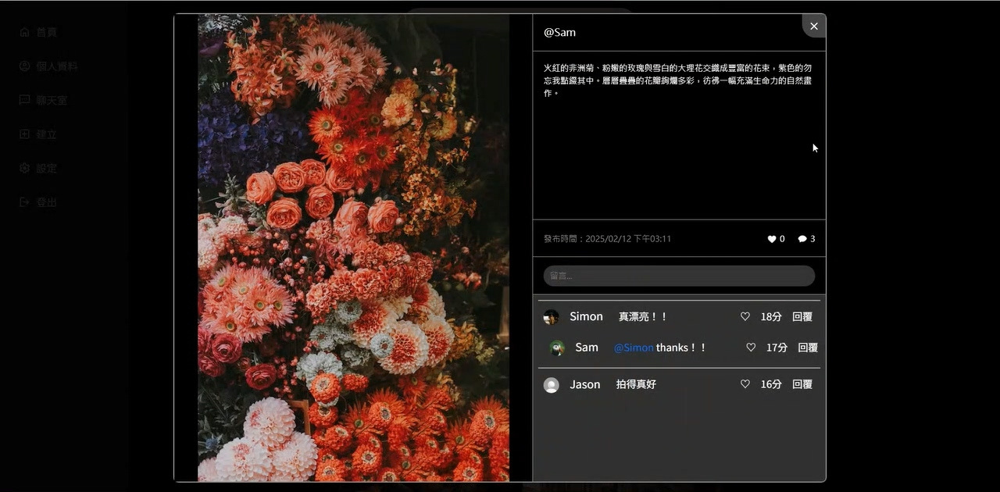 首頁
個人資料
聊天室
建立
設定
登出
@Sam
火紅的非洲菊、粉嫩的玫瑰與雪白的大理花交織成豐富的花束，紫色的勿
忘我點綴其中。層層疊疊的花瓣絢爛多彩，彷彿一幅充滿生命力的自然畫
作。
發布時間：2025/02/12 下午03:11
0
3
留言...
Simon 真漂亮！！ 18分 回覆
Sam @Simon thanks！！ 17分 回覆
Jason 拍得真好 16分 回覆